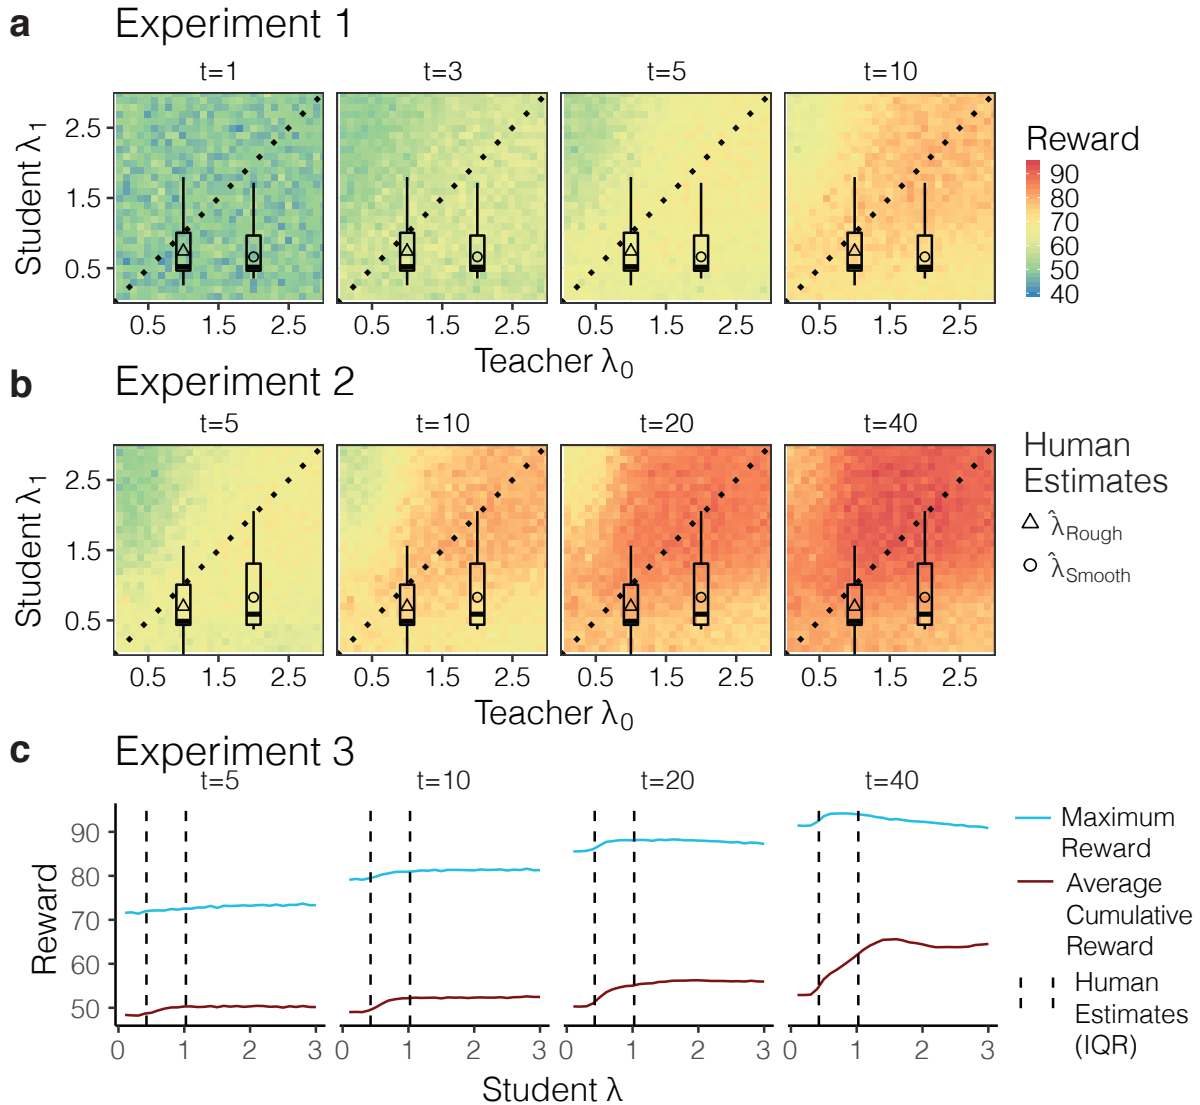 a Experiment 1
t=1 t=3 t=5 t=10
Student λ1
2.5
1.5
0.5
0.5 1.5 2.5 0.5 1.5 2.5 0.5 1.5 2.5 0.5 1.5 2.5
Teacher λ0
Reward
90
80
70
60
50
40
b Experiment 2
t=5 t=10 t=20 t=40
Student λ1
2.5
1.5
0.5
0.5 1.5 2.5 0.5 1.5 2.5 0.5 1.5 2.5 0.5 1.5 2.5
Teacher λ0
Human
Estimates
λ̂Rough
λ̂Smooth
c Experiment 3
t=5 t=10 t=20 t=40
Reward
90
80
70
60
50
0 1 2 3 0 1 2 3 0 1 2 3 0 1 2 3
Student λ
Maximum
Reward
Average
Cumulative
Reward
Human
Estimates
(IQR)